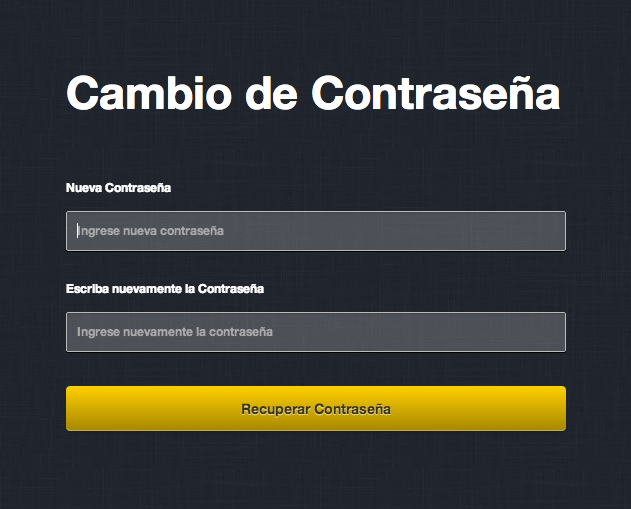 Cambio de Contraseña
Nueva Contraseña
Ingrese nueva contraseña
Escriba nuevamente la Contraseña
Ingrese nuevamente la contraseña
Recuperar Contraseña